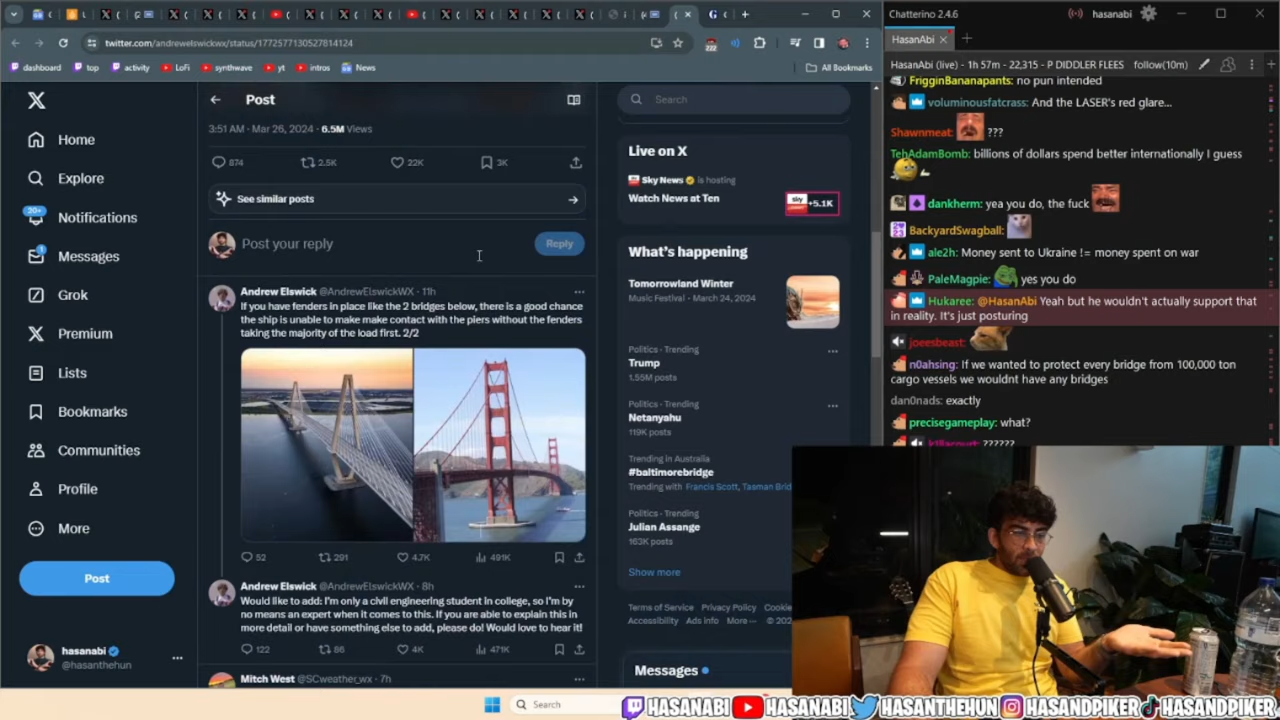 twitter.com/andrewelswickwx/status/1772577130527814124
dashboard
top
activity
LoFi
synthwave
yt
intros
News
All Bookmarks
Home
Explore
20+
Notifications
1
Messages
Grok
Premium
Lists
Bookmarks
Communities
Profile
More
Post
hasanabi
@hasanthehun
Post
3:51 AM · Mar 26, 2024 · 6.5M Views
874
2.5K
22K
3K
See similar posts
Post your reply
Reply
Andrew Elswick @AndrewElswickWX · 11h
If you have fenders in place like the 2 bridges below, there is a good chance
the ship is unable to make make contact with the piers without the fenders
taking the majority of the load first. 2/2
52
291
4.7K
491K
Andrew Elswick @AndrewElswickWX · 8h
Would like to add: I'm only a civil engineering student in college, so I'm by
no means an expert when it comes to this. If you are able to explain this in
more detail or have something else to add, please do! Would love to hear it!
122
86
4K
471K
Mitch West @SCweather_wx · 7h
Search
Live on X
Sky News is hosting
Watch News at Ten
sky
+5.1K
What's happening
Tomorrowland Winter
Music Festival · March 24, 2024
Politics · Trending
Trump
1.55M posts
Politics · Trending
Netanyahu
119K posts
Trending in Australia
#baltimorebridge
Trending with Francis Scott, Tasman Brid
Politics · Trending
Julian Assange
163K posts
Show more
Terms of Service Privacy Policy Cookie
Accessibility Ads info More ··· © 202
Messages
Search
Chatterino 2.4.6
hasanabi
HasanAbi
HasanAbi (live) - 1h 57m - 22,315 - P DIDDLER FLEES
follow(10m)
FrigginBananapants: no pun intended
voluminousfatcrass: And the LASER's red glare...
Shawnmeat: ???
TehAdamBomb: billions of dollars spend better internationally I guess
dankherm: yea you do, the fuck
BackyardSwagball:
ale2h: Money sent to Ukraine != money spent on war
PaleMagpie: yes you do
Hukaree: @HasanAbi Yeah but he wouldn't actually support that
in reality. It's just posturing
joeesbeast:
n0ahsing: If we wanted to protect every bridge from 100,000 ton
cargo vessels we wouldnt have any bridges
dan0nads: exactly
precisegameplay: what?
k1llacourt: ??????
HASANABI
HASANABI
HASANTHEHUN
HASANDPIKER
HASANDPIKER